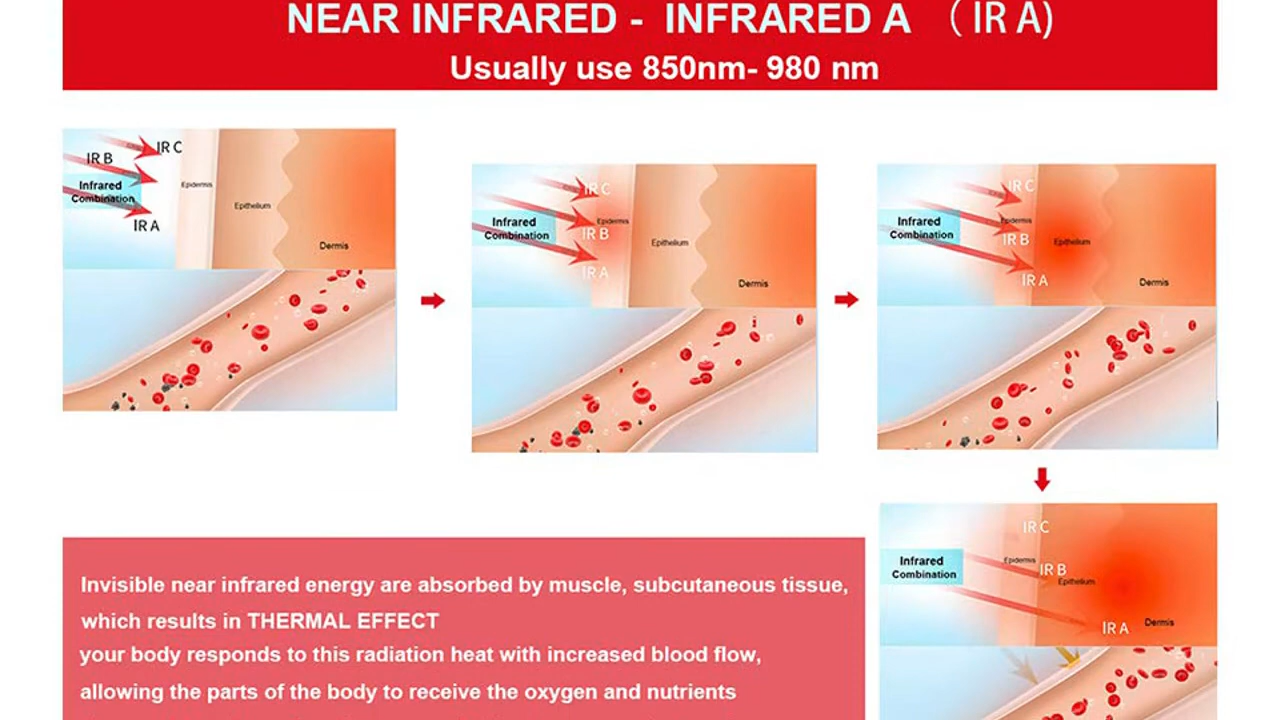 NEAR INFRARED - INFRARED A (IR A)
Usually use 850nm- 980 nm
IR C
IR B
Infrared
Combination
IR A
Epidermis
Epithelium
Dermis
IR C
Infrared
Combination
Epidermis
IR B
IR A
Epithelium
Dermis
IR C
Infrared
Combination
Epidermis
IR B
IR A
Epithelium
Dermis
IR C
Infrared
Combination
Epidermis
IR B
Epithelium
IR A
Dermis
Invisible near infrared energy are absorbed by muscle, subcutaneous tissue,
which results in THERMAL EFFECT
your body responds to this radiation heat with increased blood flow,
allowing the parts of the body to receive the oxygen and nutrients